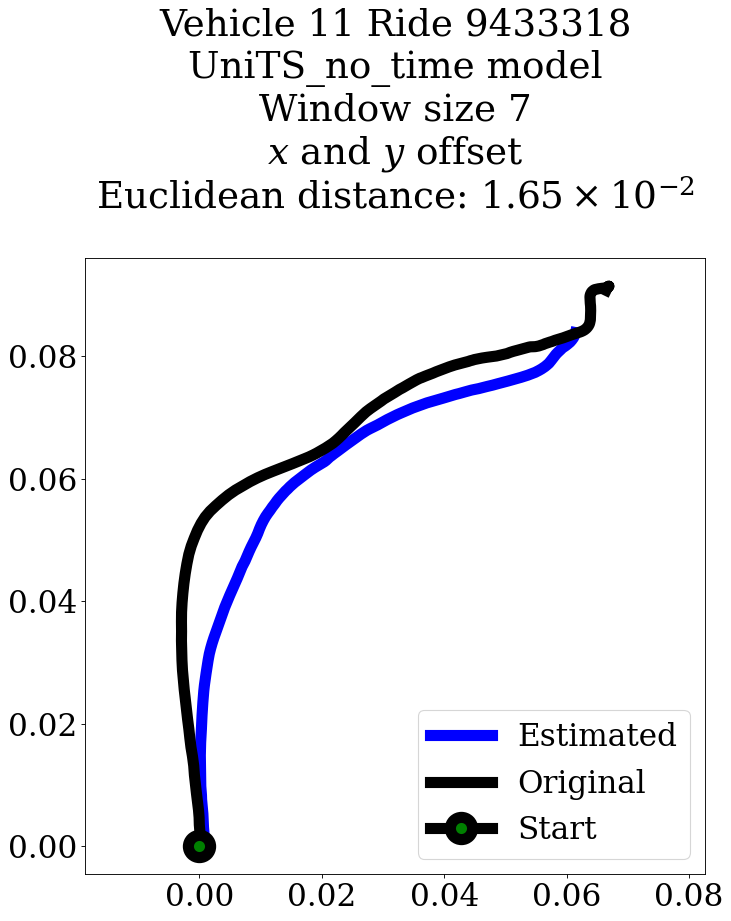 Vehicle 11 Ride 9433318
UniTS_no_time model
Window size 7
x and y offset
Euclidean distance: 1.65 × 10⁻²
0.08
0.06
0.04
0.02
0.00
Estimated
Original
Start
0.00 0.02 0.04 0.06 0.08